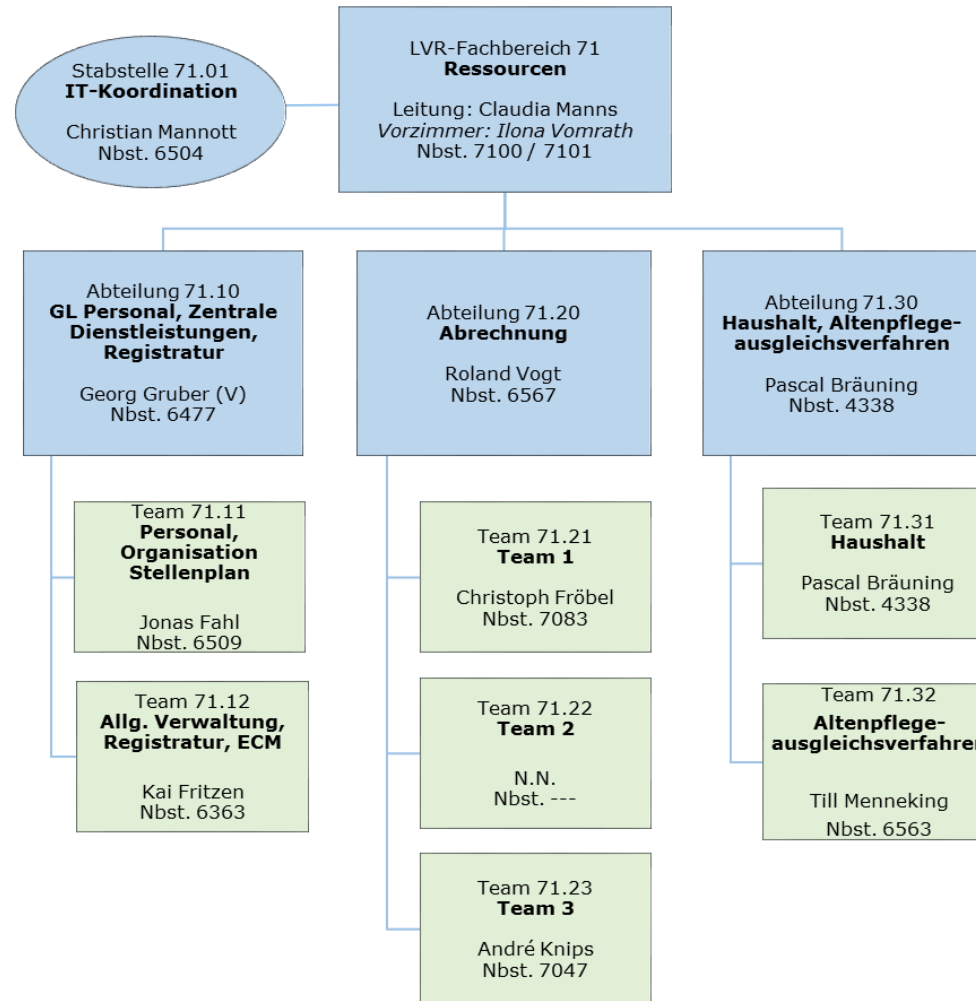 Stabstelle 71.01
IT-Koordination
Christian Mannott
Nbst. 6504
LVR-Fachbereich 71
Ressourcen
Leitung: Claudia Manns
Vorzimmer: Ilona Vomrath
Nbst. 7100 / 7101
Abteilung 71.10
GL Personal, Zentrale
Dienstleistungen,
Registratur
Georg Gruber (V)
Nbst. 6477
Abteilung 71.20
Abrechnung
Roland Vogt
Nbst. 6567
Abteilung 71.30
Haushalt, Altenpflege-
ausgleichsverfahren
Pascal Bräuning
Nbst. 4338
Team 71.11
Personal,
Organisation
Stellenplan
Jonas Fahl
Nbst. 6509
Team 71.12
Allg. Verwaltung,
Registratur, ECM
Kai Fritzen
Nbst. 6363
Team 71.21
Team 1
Christoph Fröbel
Nbst. 7083
Team 71.22
Team 2
N.N.
Nbst. ---
Team 71.23
Team 3
André Knips
Nbst. 7047
Team 71.31
Haushalt
Pascal Bräuning
Nbst. 4338
Team 71.32
Altenpflege-
ausgleichsverfahren
Till Menneking
Nbst. 6563